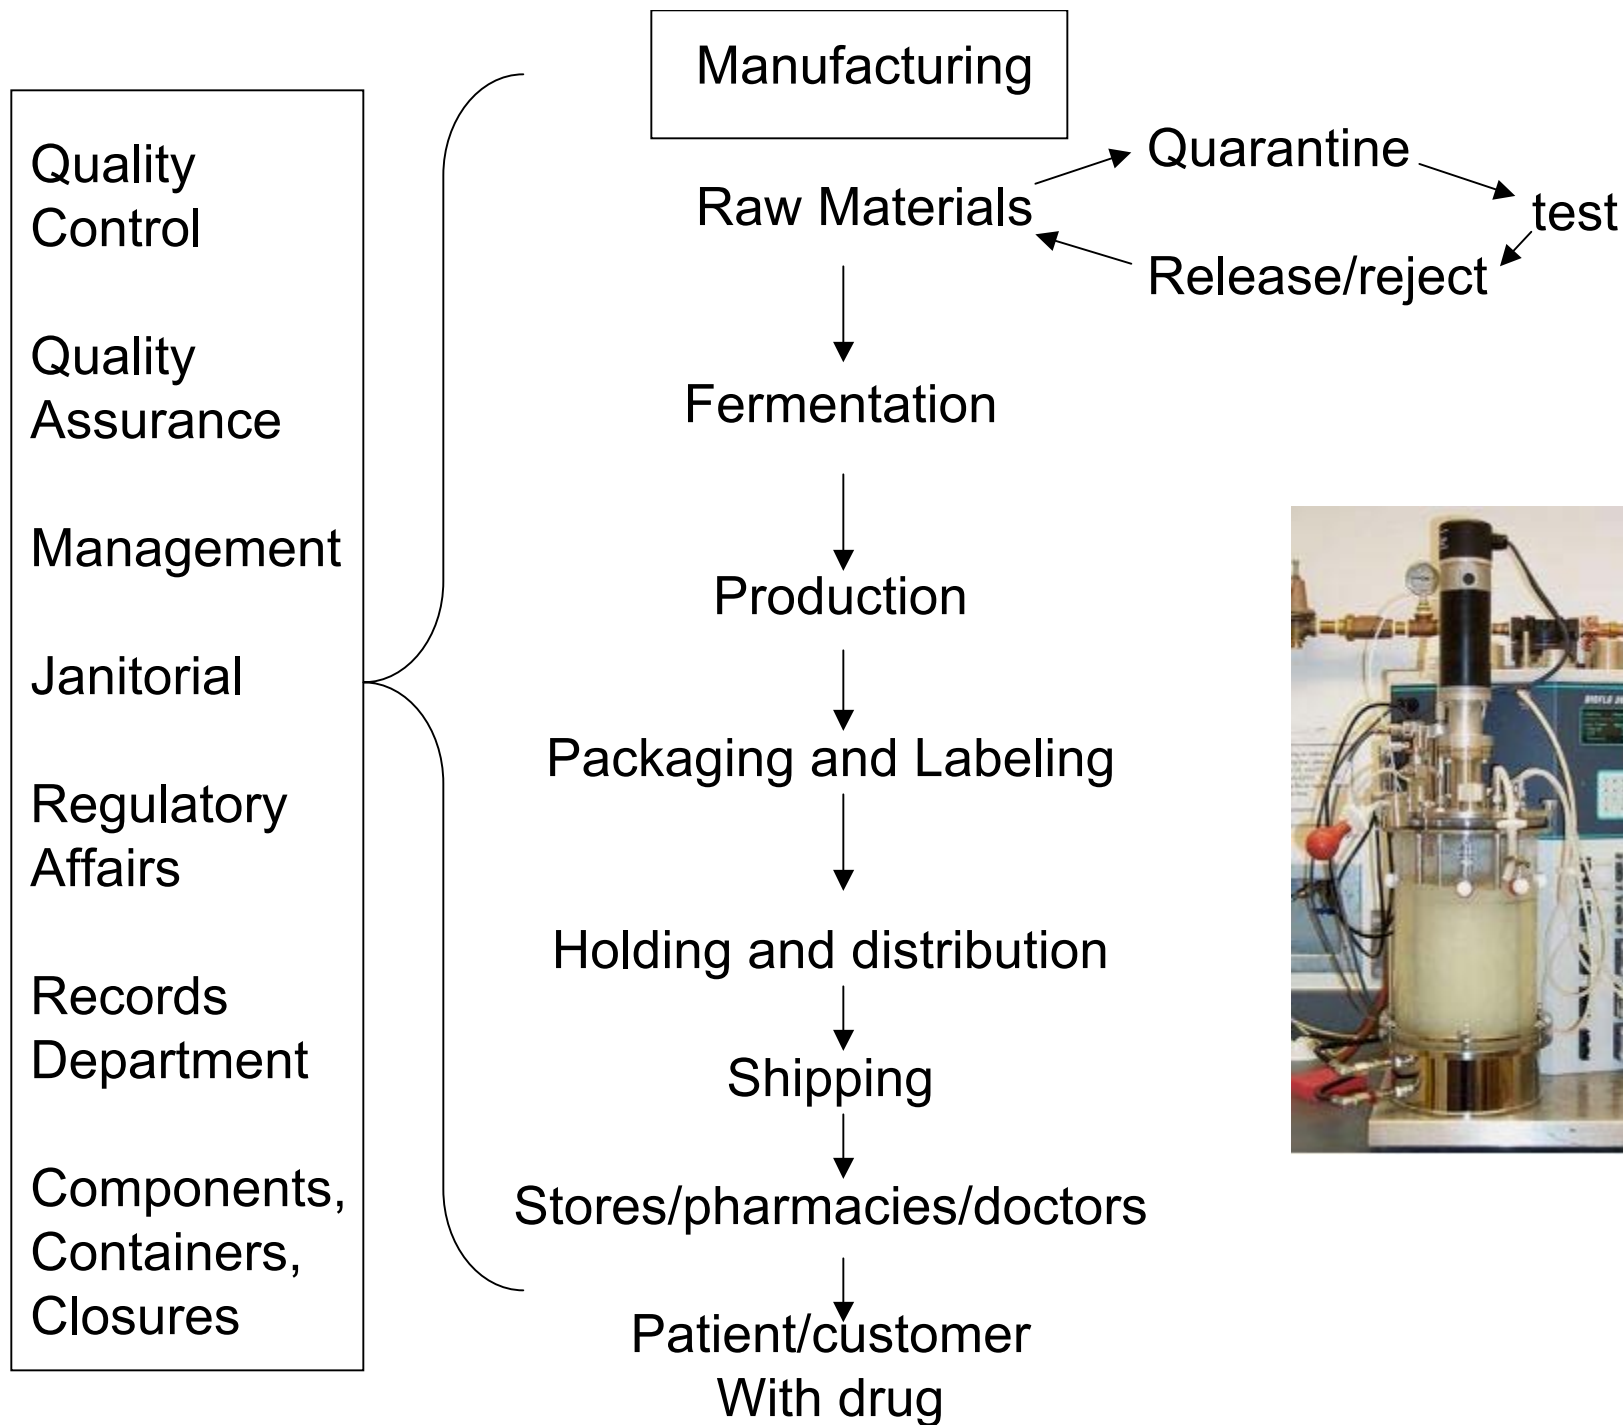 Manufacturing
Quality
Control
Quality
Assurance
Management
Janitorial
Regulatory
Affairs
Records
Department
Components,
Containers,
Closures
Raw Materials
Quarantine
test
Release/reject
Fermentation
Production
Packaging and Labeling
Holding and distribution
Shipping
Stores/pharmacies/doctors
Patient/customer
With drug